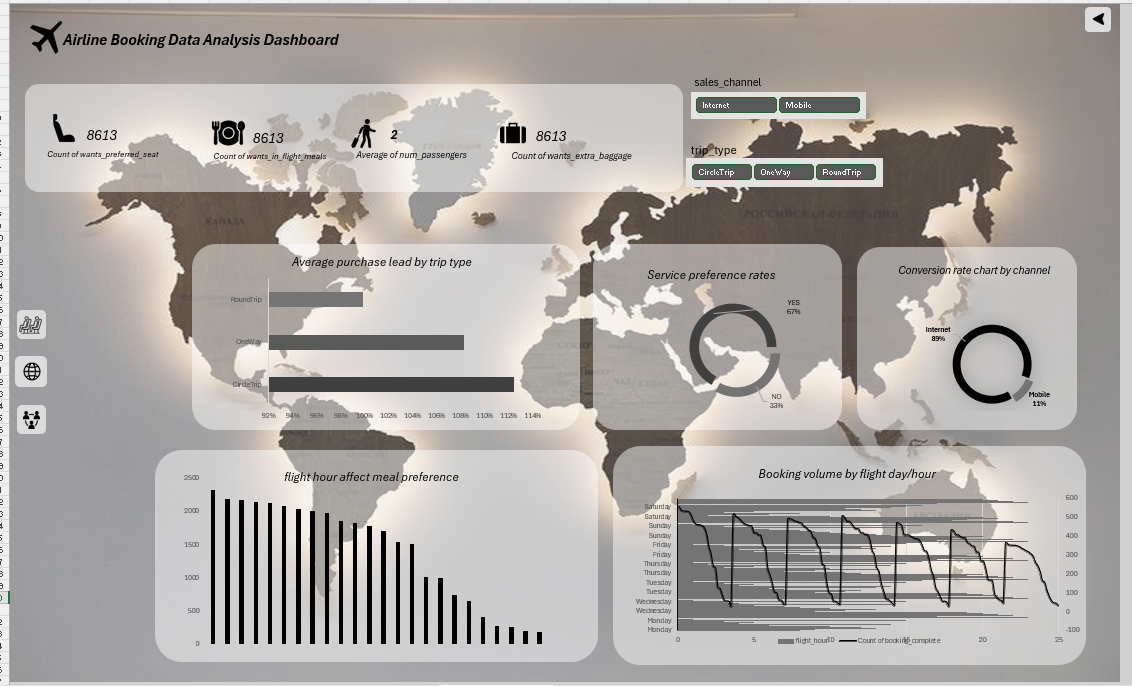 Airline Booking Data Analysis Dashboard
sales_channel
Internet Mobile
8613
Count of wants_preferred_seat
8613
Count of wants_in_flight_meals
2
Average of num_passengers
8613
Count of wants_extra_baggage
trip_type
CircleTrip OneWay RoundTrip
КАНАДА
РОССИЙСКАЯ ФЕДЕРАЦИЯ
Average purchase lead by trip type
RoundTrip
OneWay
CircleTrip
92% 94% 96% 98% 100% 102% 104% 106% 108% 110% 112% 114%
Service preference rates
YES
67%
NO
33%
Conversion rate chart by channel
Internet
89%
Mobile
11%
flight hour affect meal preference
2500
2000
1500
1000
500
0
Booking volume by flight day/hour
Saturday
Saturday
Sunday
Sunday
Friday
Friday
Thursday
Thursday
Tuesday
Tuesday
Wednesday
Wednesday
Monday
Monday
600
500
400
300
200
100
0
-100
0 5 10 15 20 25
flight_hour Count of booking_complete